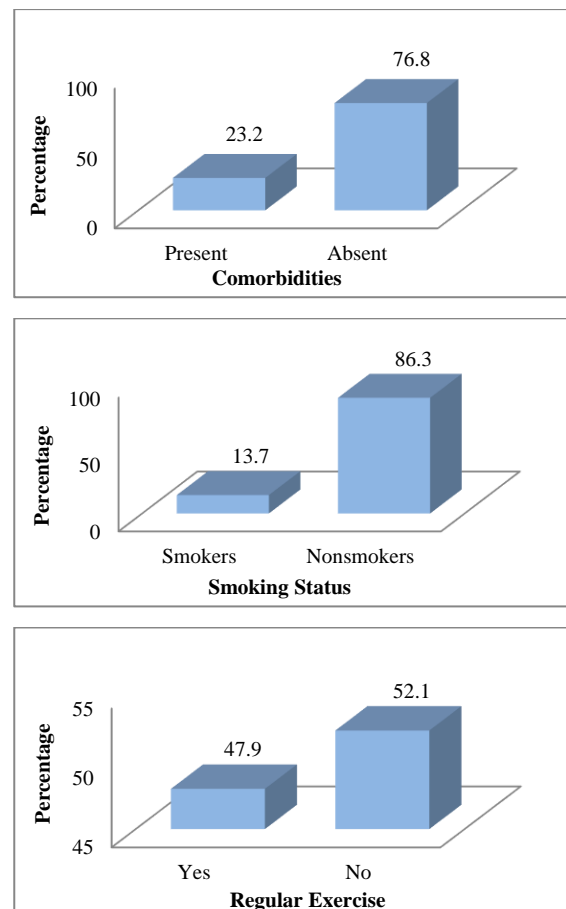 76.8
100
23.2
50
0
Percentage
Present Absent
Comorbidities
86.3
100
50
13.7
0
Percentage
Smokers Nonsmokers
Smoking Status
52.1
55
47.9
50
45
Percentage
Yes No
Regular Exercise